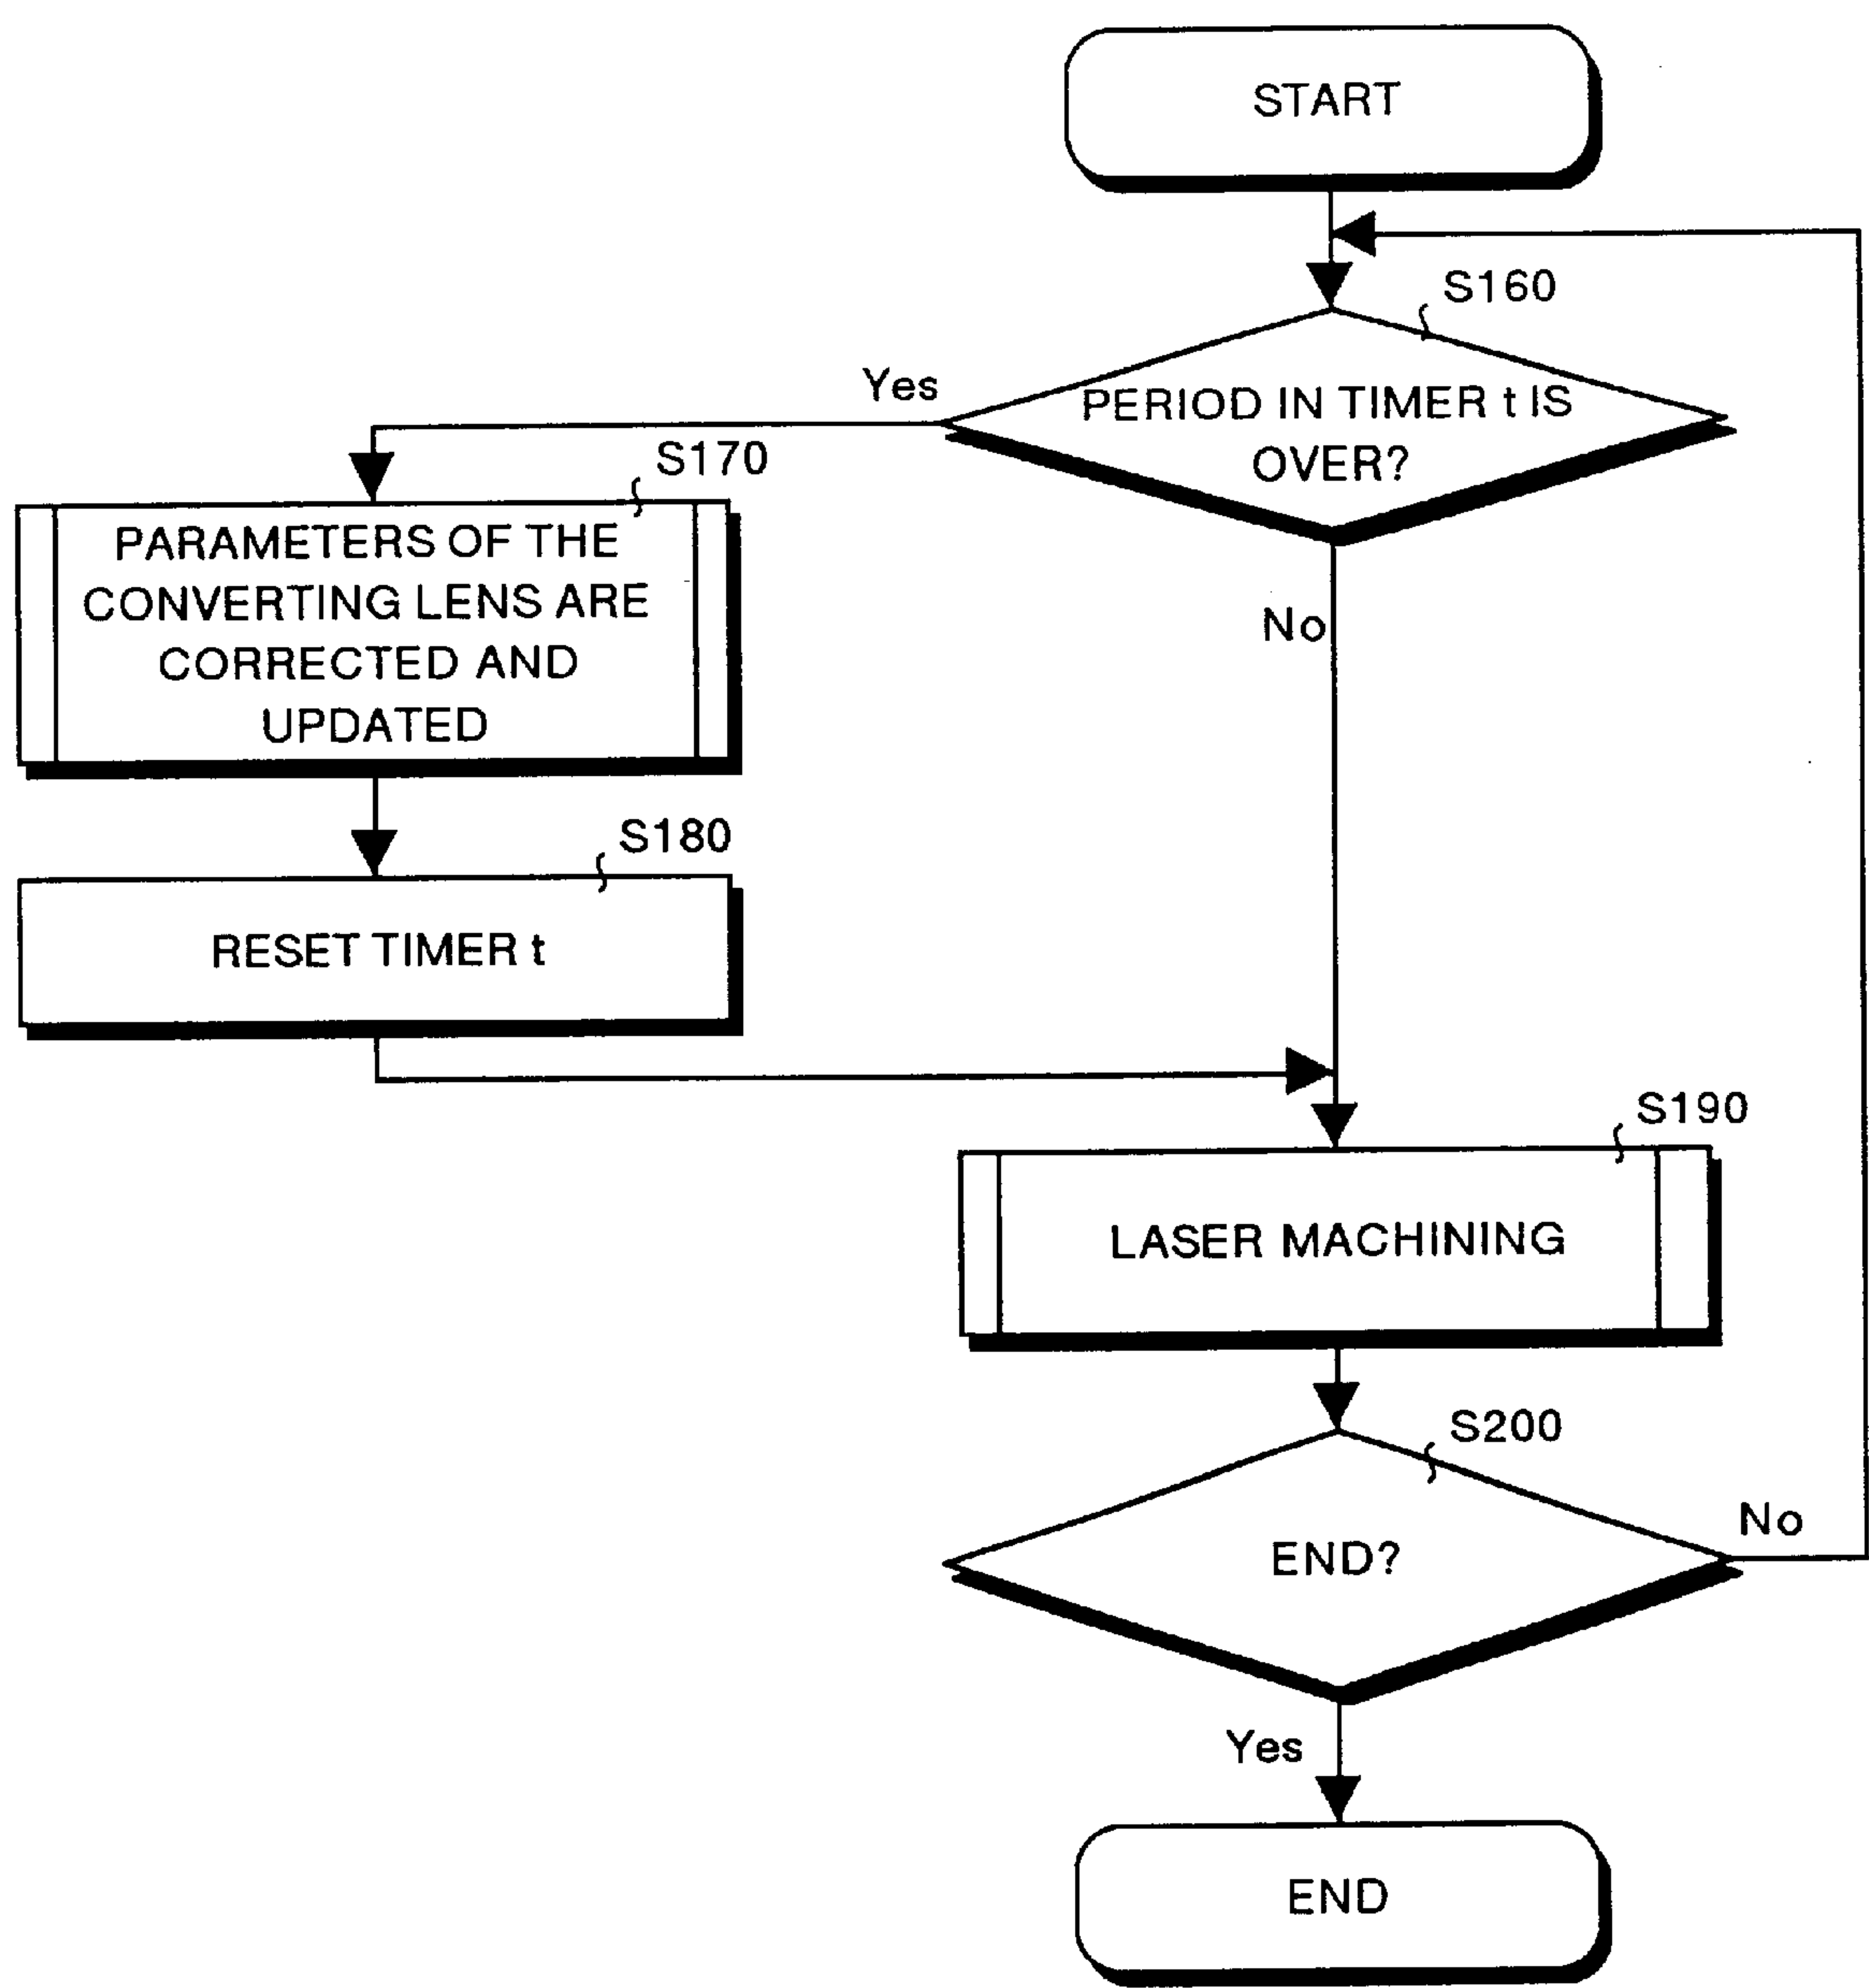 START
S160
Yes
PERIOD IN TIMER t IS
OVER?
S170
PARAMETERS OF THE
CONVERTING LENS ARE
CORRECTED AND
UPDATED
No
S180
RESET TIMER t
S190
LASER MACHINING
S200
END?
No
Yes
END